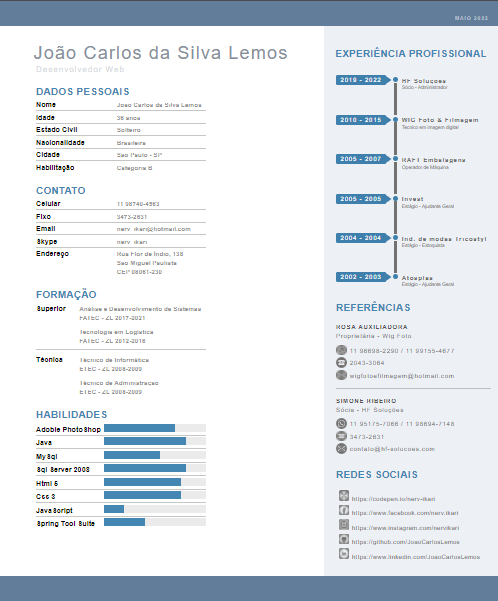 MAIO 2022
João Carlos da Silva Lemos
Desenvolvedor Web
DADOS PESSOAIS
Nome João Carlos da Silva Lemos
Idade 36 anos
Estado Civil Solteiro
Nacionalidade Brasileira
Cidade São Paulo - SP
Habilitação Categoria B
CONTATO
Celular 11 98740-4563
Fixo 3473-2631
Email nerv_ikari@hotmail.com
Skype nerv_ikari
Endereço Rua Flor de Índio, 138
São Miguel Paulista
CEP 08061-230
FORMAÇÃO
Superior Análise e Desenvolvimento de Sistemas
FATEC - ZL 2017-2021
Tecnologia em Logística
FATEC - ZL 2012-2016
Técnica Técnico de Informática
ETEC - ZL 2008-2009
Técnico de Administração
ETEC - ZL 2008-2009
HABILIDADES
Adobe PhotoShop
Java
MySql
Sql Server 2008
Html 5
Css 3
JavaScript
Spring Tool Suite
EXPERIÊNCIA PROFISSIONAL
2019 - 2022 HF Soluções
Sócio - Administrador
2010 - 2015 WIG Foto & Filmagem
Técnico em imagem digital
2005 - 2007 RAFT Embalagens
Operador de Máquina
2005 - 2005 Invest
Estágio - Ajudante Geral
2004 - 2004 Ind. de modas Tricostyl
Estágio - Estoquista
2002 - 2003 Atosplas
Estágio - Ajudante Geral
REFERÊNCIAS
ROSA AUXILIADORA
Proprietária - Wig Foto
11 98698-2290 / 11 99155-4677
2043-3064
wigfotoefilmagem@hotmail.com
SIMONE RIBEIRO
Sócia - HF Soluções
11 95175-7066 / 11 98694-7148
3473-2631
contato@hf-solucoes.com
REDES SOCIAIS
https://codepen.io/nerv-ikari
https://www.facebook.com/nerv.ikari
https://www.instagram.com/nervikari
https://github.com/JoaoCarlosLemos
https://www.linkedin.com/JoaoCarlosLemos